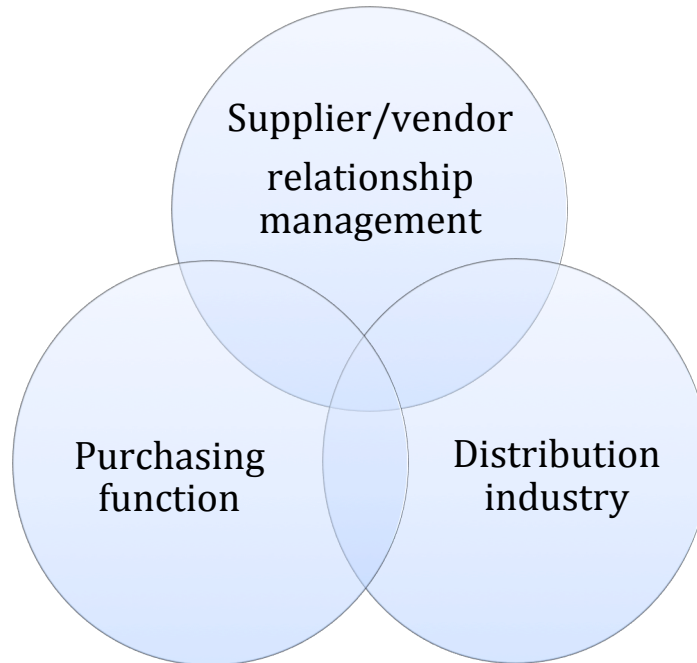 Supplier/vendor
relationship
management
Purchasing
function
Distribution
industry